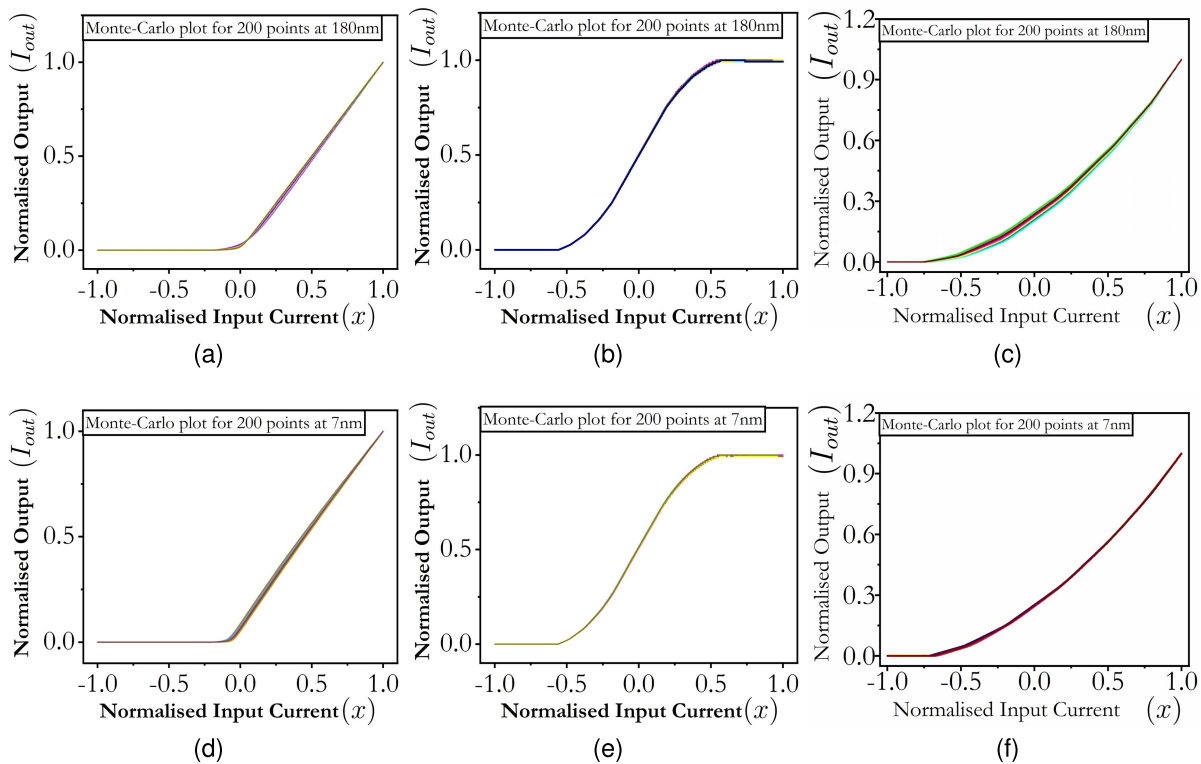 Monte-Carlo plot for 200 points at 180nm
Normalised Output (I_out)
1.0
0.5
0.0
-1.0 -0.5 0.0 0.5 1.0
Normalised Input Current(x)
(a)
Monte-Carlo plot for 200 points at 180nm
Normalised Output (I_out)
1.0
0.5
0.0
-1.0 -0.5 0.0 0.5 1.0
Normalised Input Current(x)
(b)
Monte-Carlo plot for 200 points at 180nm
Normalised Output (I_out)
1.2
0.9
0.6
0.3
0.0
-1.0 -0.5 0.0 0.5 1.0
Normalised Input Current (x)
(c)
Monte-Carlo plot for 200 points at 7nm
Normalised Output (I_out)
1.0
0.5
0.0
-1.0 -0.5 0.0 0.5 1.0
Normalised Input Current(x)
(d)
Monte-Carlo plot for 200 points at 7nm
Normalised Output (I_out)
1.0
0.5
0.0
-1.0 -0.5 0.0 0.5 1.0
Normalised Input Current(x)
(e)
Monte-Carlo plot for 200 points at 7nm
Normalised Output (I_out)
1.2
0.9
0.6
0.3
0.0
-1.0 -0.5 0.0 0.5 1.0
Normalised Input Current (x)
(f)